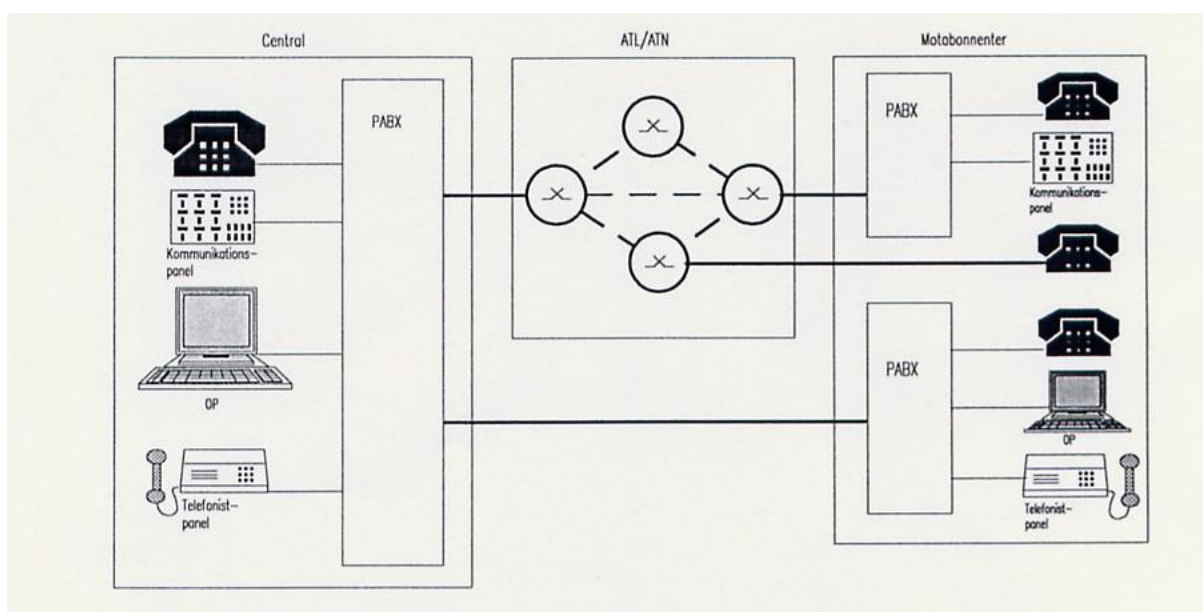 Central
ATL/ATN
Motabonnenter
PABX
Kommunikations-
panel
OP
Telefonist-
panel
PABX
Kommunikations-
panel
PABX
OP
Telefonist-
panel